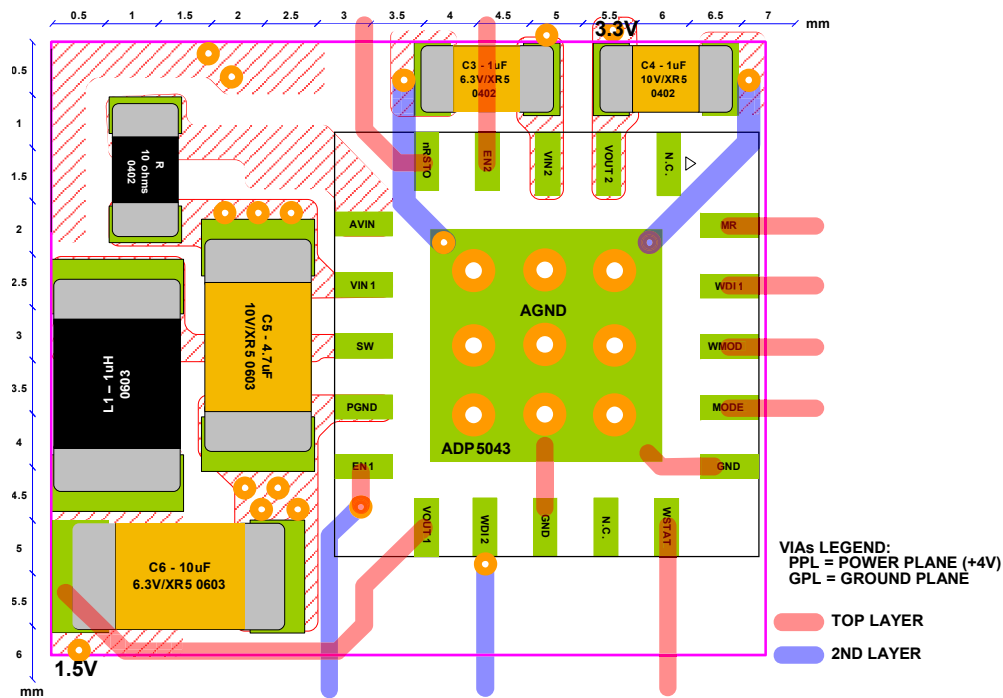 0.5 1 1.5 2 2.5 3 3.5 4 4.5 5 5.5 6 6.5 7 mm
3.3V
0.5
1
1.5
2
2.5
3
3.5
4
4.5
5
5.5
6
mm
C3 - 1uF
6.3V/XR5
0402
C4 - 1uF
10V/XR5
0402
R
10 ohms
0402
nRSTO
EN2
VIN2
VOUT 2
N.C.
AVIN
VIN 1
SW
PGND
EN1
MR
WDI 1
WMOD
MODE
GND
AGND
ADP5043
C5 - 4.7uF
10V/XR5 0603
L1 – 1uH
0603
VOUT1
WDI 2
GND
N.C.
WSTAT
C6 - 10uF
6.3V/XR5 0603
1.5V
VIAs LEGEND:
PPL = POWER PLANE (+4V)
GPL = GROUND PLANE
TOP LAYER
2ND LAYER